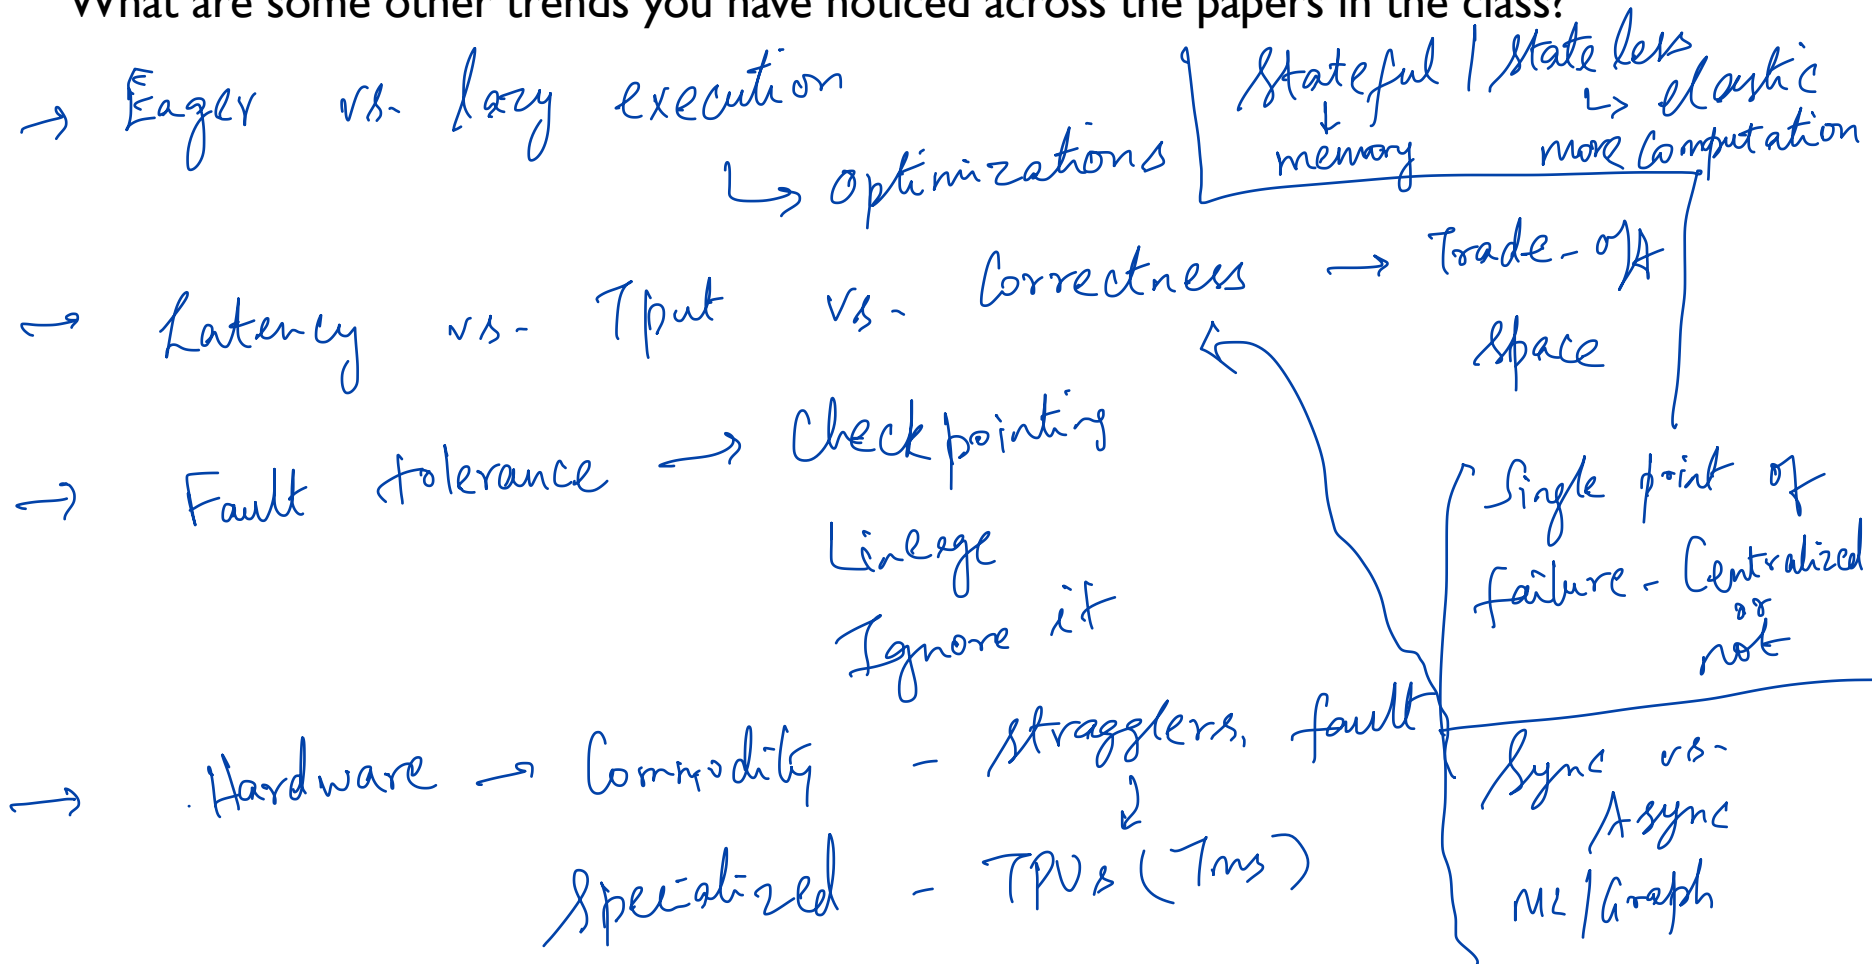 What are some other trends you have noticed across the papers in the class?
→ Eager vs. lazy execution
↳ Optimizations
Stateful | Stateless
↓ memory
↳ elastic
more computation
→ Latency vs. Tput vs. Correctness → Trade-off
space
→ Fault tolerance → Checkpointing
Lineage
Ignore it
Single point of
failure - Centralized
or
not
→ Hardware → Commodity - stragglers, fault
↓
Specialized - TPUs (7ms)
Sync vs.
Async
ML/Graph